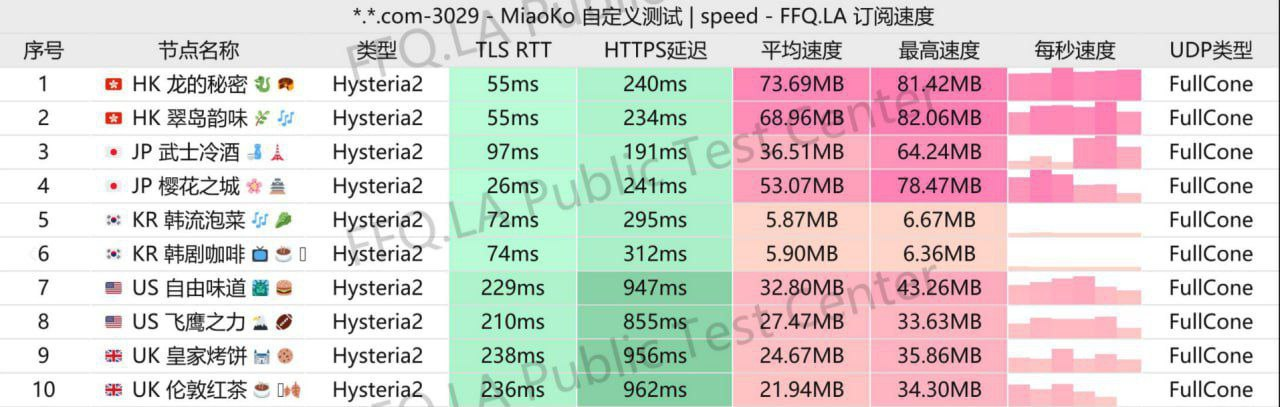 *.*.com-3029 - MiaoKo 自定义测试 | speed - FFQ.LA 订阅速度
序号 节点名称 类型 TLS RTT HTTPS延迟 平均速度 最高速度 每秒速度 UDP类型
1 🇭🇰 HK 龙的秘密 🐉 🥮 Hysteria2 55ms 240ms 73.69MB 81.42MB FullCone
2 🇭🇰 HK 翠岛韵味 🌿 🎶 Hysteria2 55ms 234ms 68.96MB 82.06MB FullCone
3 🇯🇵 JP 武士冷酒 🍶 🗼 Hysteria2 97ms 191ms 36.51MB 64.24MB FullCone
4 🇯🇵 JP 樱花之城 🌸 🏯 Hysteria2 26ms 241ms 53.07MB 78.47MB FullCone
5 🇰🇷 KR 韩流泡菜 🎶 🥬 Hysteria2 72ms 295ms 5.87MB 6.67MB FullCone
6 🇰🇷 KR 韩剧咖啡 📺 ☕ Hysteria2 74ms 312ms 5.90MB 6.36MB FullCone
7 🇺🇸 US 自由味道 🗽 🍔 Hysteria2 229ms 947ms 32.80MB 43.26MB FullCone
8 🇺🇸 US 飞鹰之力 🏈 Hysteria2 210ms 855ms 27.47MB 33.63MB FullCone
9 🇬🇧 UK 皇家烤饼 🏰 🍪 Hysteria2 238ms 956ms 24.67MB 35.86MB FullCone
10 🇬🇧 UK 伦敦红茶 ☕ 🍂 Hysteria2 236ms 962ms 21.94MB 34.30MB FullCone
FFQ.LA Public Test Center
FFQ.LA Public Test Center
FFQ.LA Public Test Center